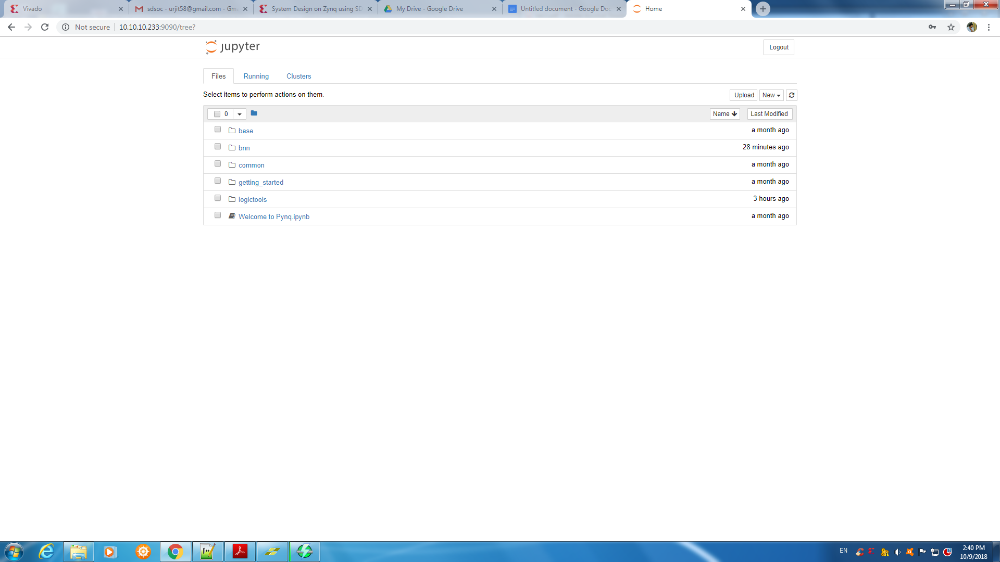 Vivado
sdsoc - urjit58@gmail.com - Gm
System Design on Zynq using SD
My Drive - Google Drive
Untitled document - Google Doc
Home
Not secure
10.10.10.233:9090/tree?
jupyter
Logout
Files
Running
Clusters
Select items to perform actions on them.
Upload
New
0
Name
Last Modified
base
a month ago
bnn
28 minutes ago
common
a month ago
getting_started
a month ago
logictools
3 hours ago
Welcome to Pynq.ipynb
a month ago
EN
2:40 PM
10/9/2018